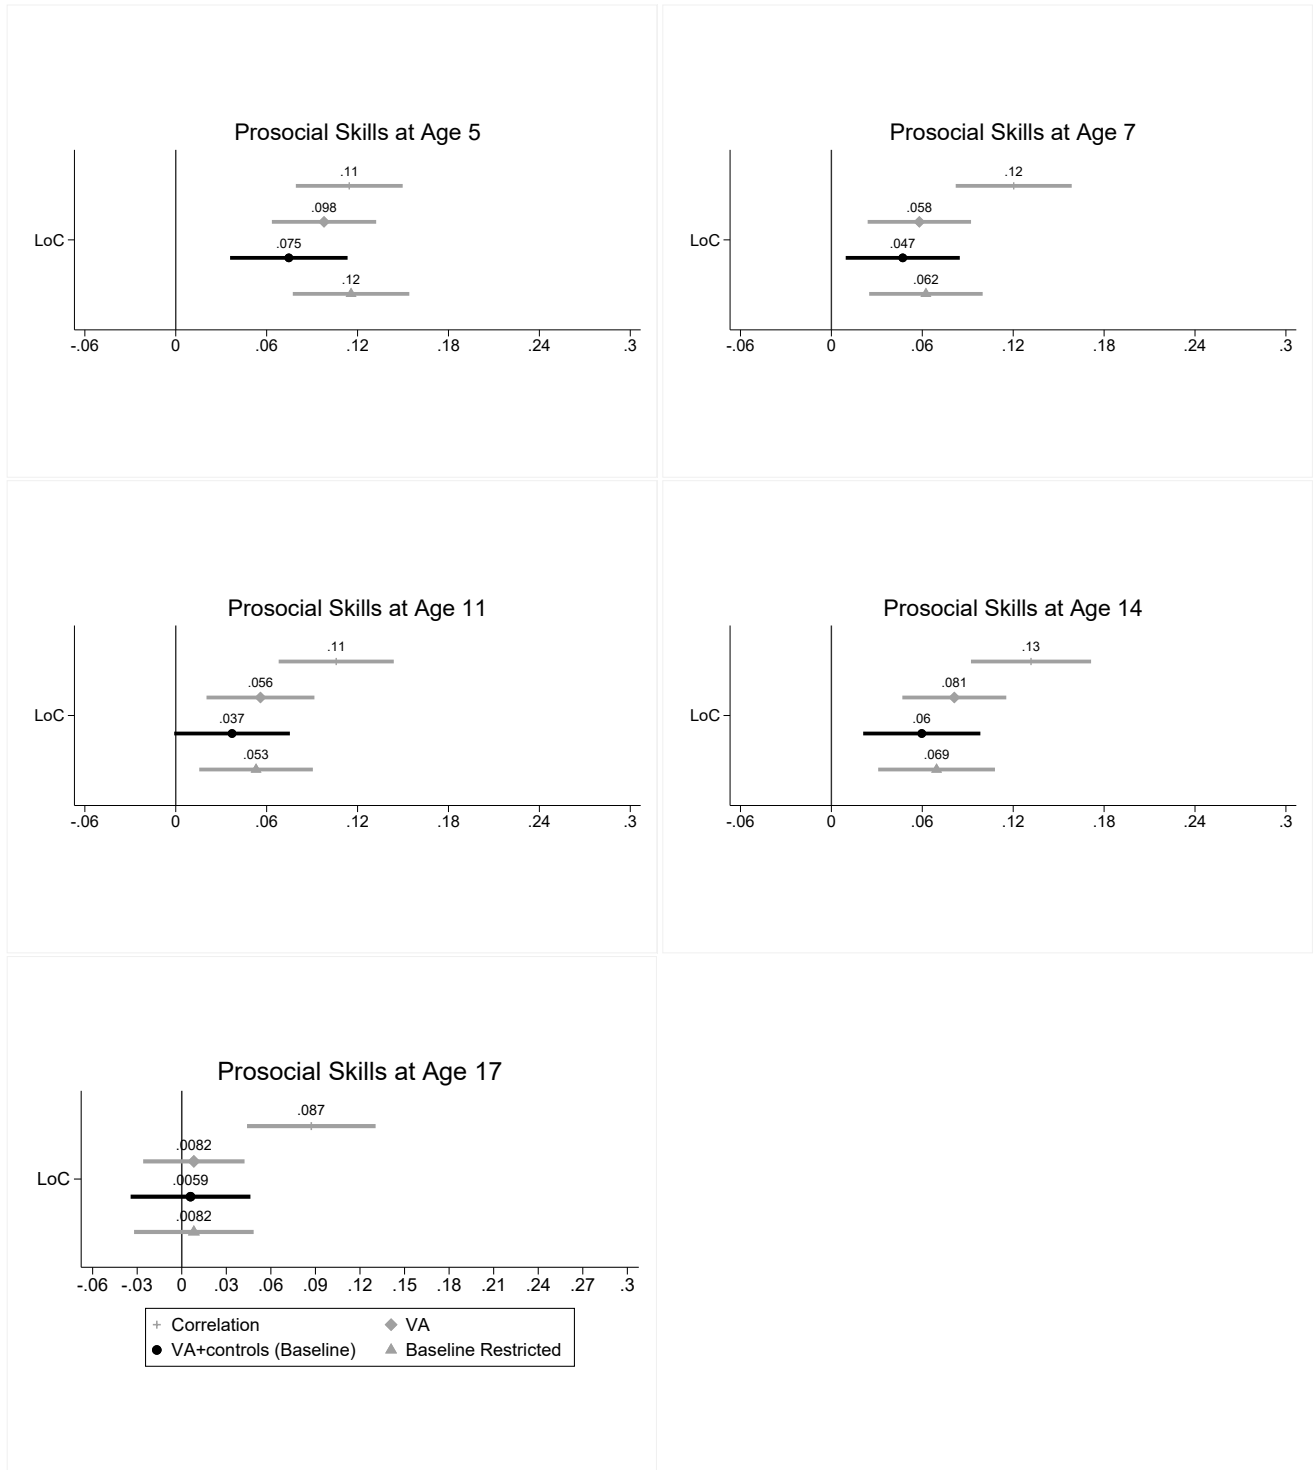 Prosocial Skills at Age 5
.11
.098
LoC
.075
.12
-.06 0 .06 .12 .18 .24 .3
Prosocial Skills at Age 7
.12
.058
LoC
.047
.062
-.06 0 .06 .12 .18 .24 .3
Prosocial Skills at Age 11
.11
.056
LoC
.037
.053
-.06 0 .06 .12 .18 .24 .3
Prosocial Skills at Age 14
.13
.081
LoC
.06
.069
-.06 0 .06 .12 .18 .24 .3
Prosocial Skills at Age 17
.087
.0082
LoC
.0059
.0082
-.06 -.03 0 .03 .06 .09 .12 .15 .18 .21 .24 .27 .3
Correlation VA
VA+controls (Baseline) Baseline Restricted